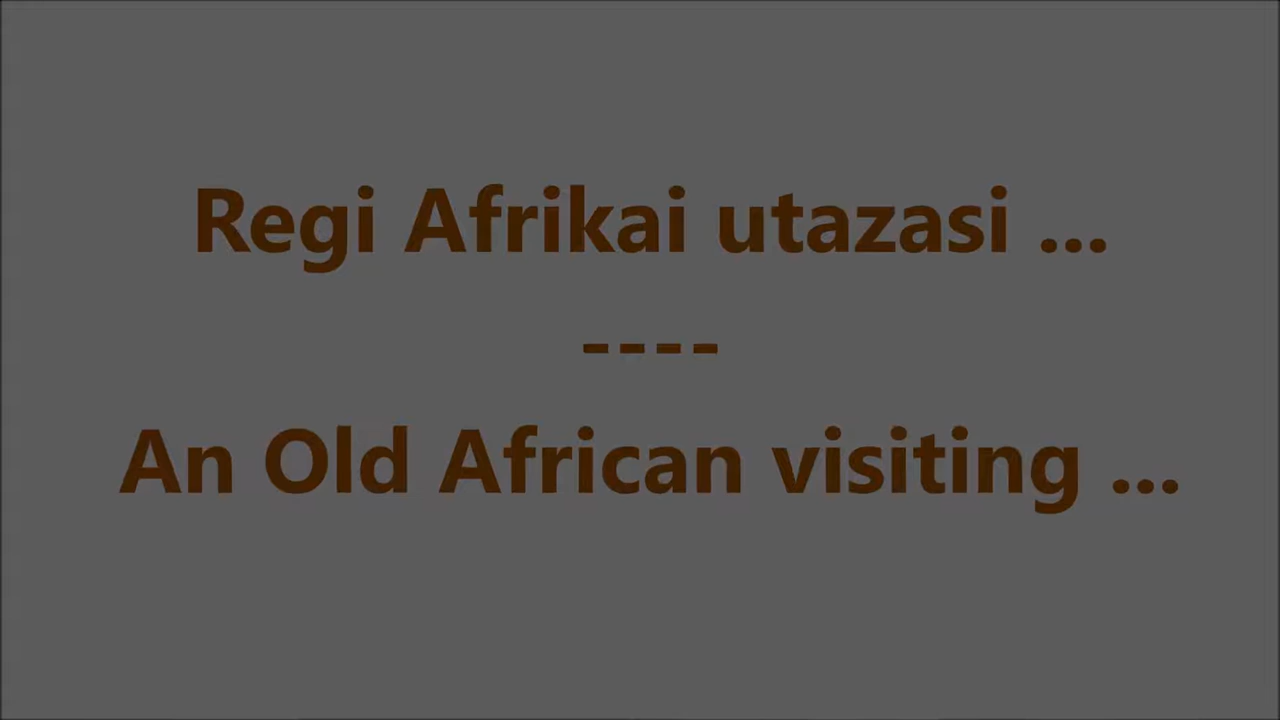 Regi Afrikai utazasi ...
----
An Old African visiting ...